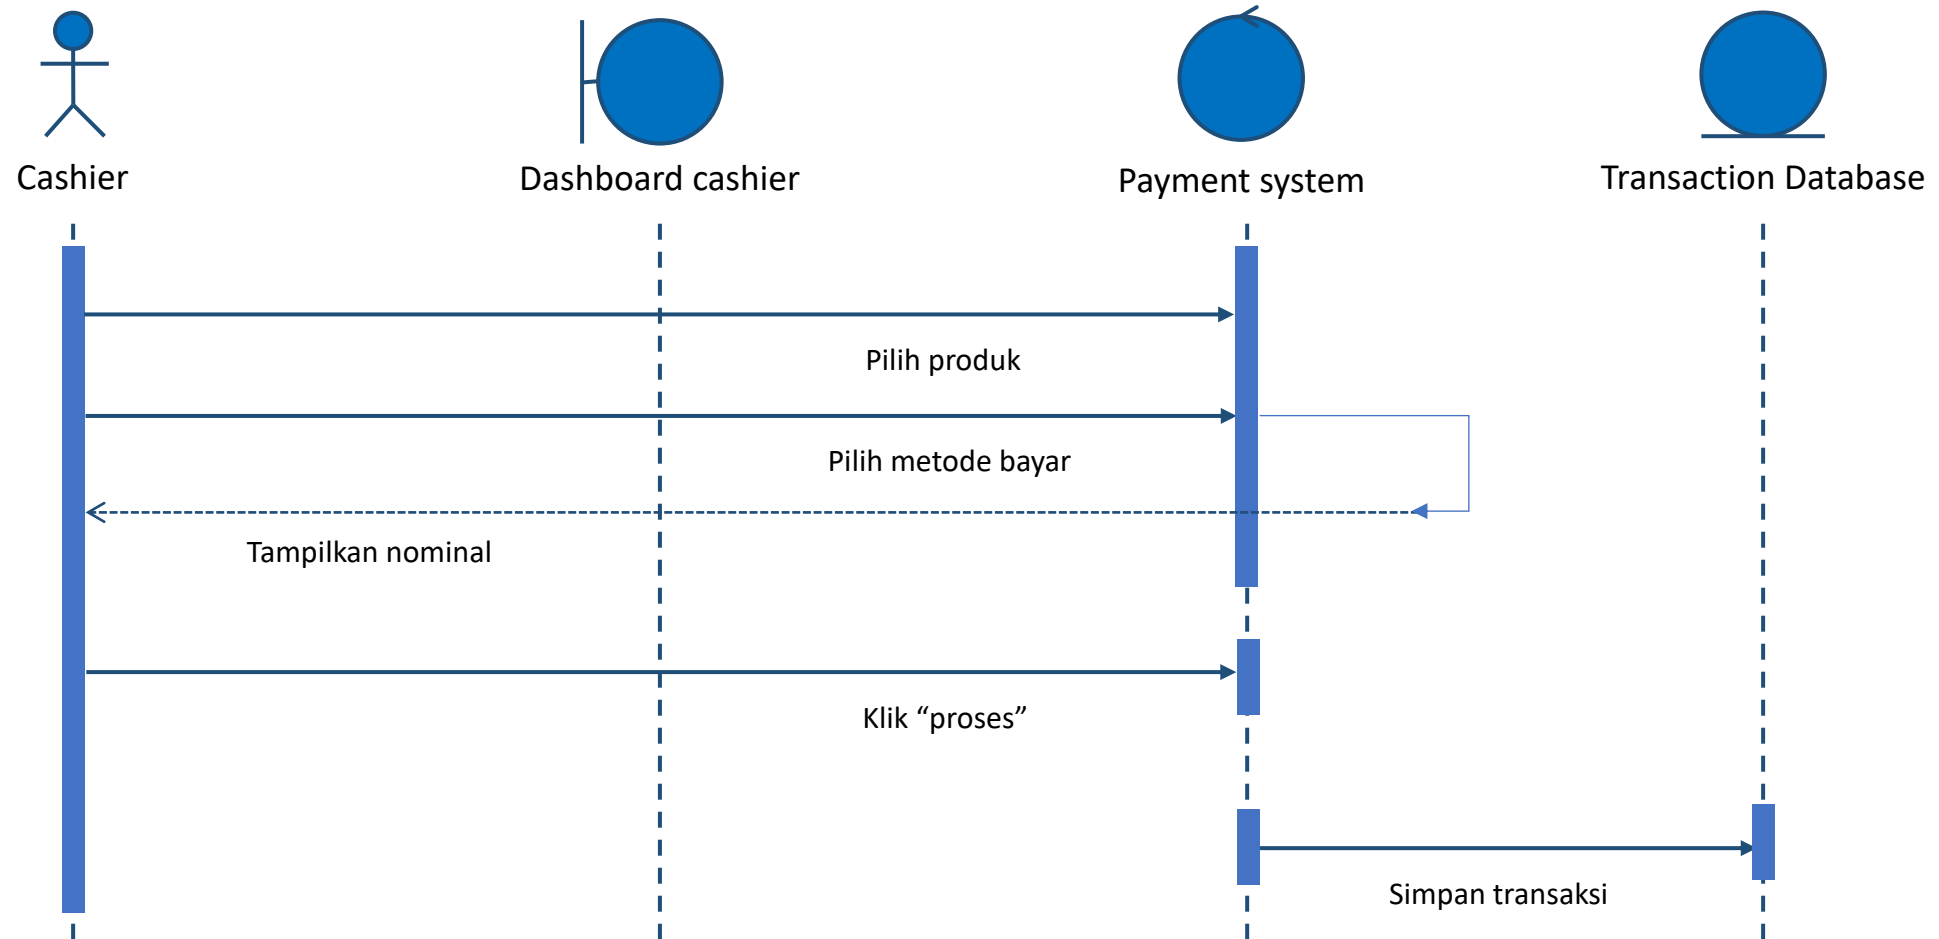 Cashier
Dashboard cashier
Payment system
Transaction Database
Pilih produk
Pilih metode bayar
Tampilkan nominal
Klik “proses”
Simpan transaksi